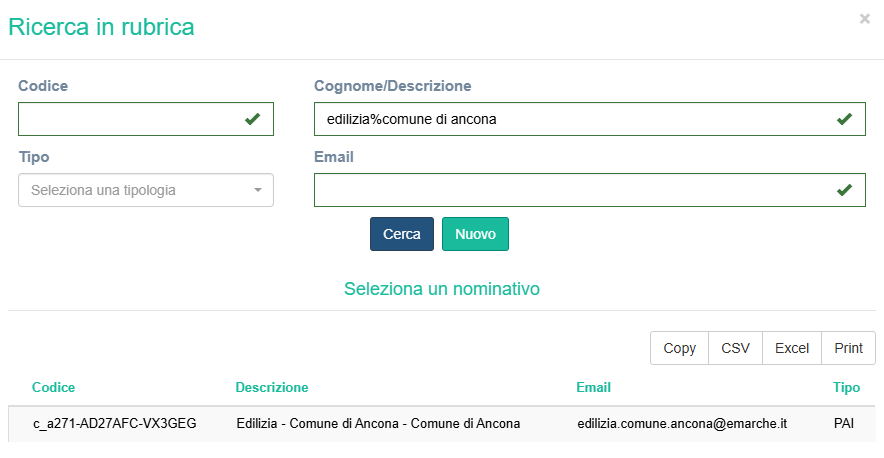 Ricerca in rubrica
×
Codice Cognome/Descrizione
edilizia%comune di ancona
Tipo Email
Seleziona una tipologia
Cerca Nuovo
Seleziona un nominativo
Copy CSV Excel Print
Codice Descrizione Email Tipo
c_a271-AD27AFC-VX3GEG Edilizia - Comune di Ancona - Comune di Ancona edilizia.comune.ancona@emarche.it PAI